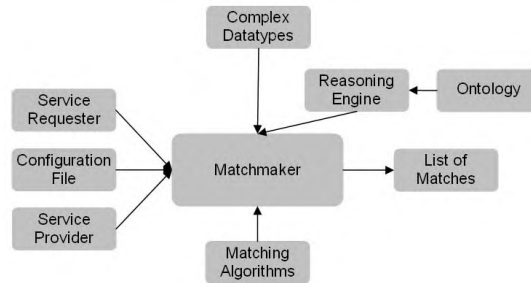 Complex
Datatypes
Reasoning
Engine
Ontology
Service
Requester
Configuration
File
Matchmaker
List of
Matches
Service
Provider
Matching
Algorithms